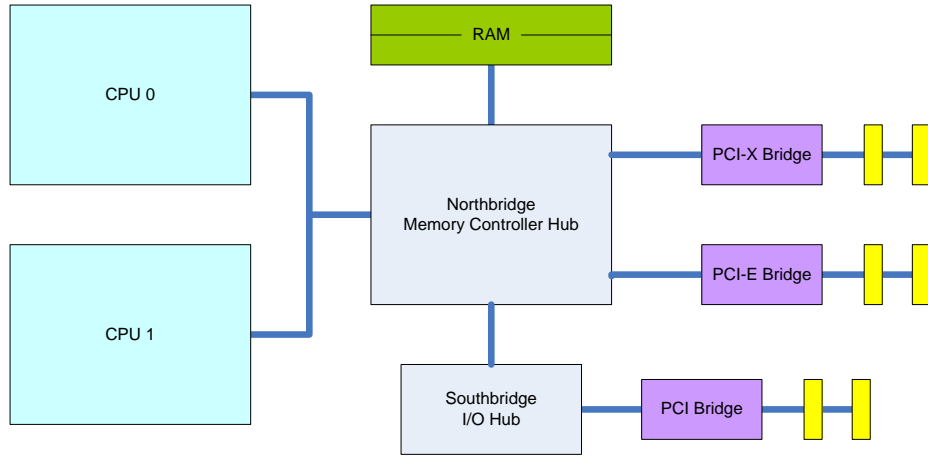 RAM
CPU 0
PCI-X Bridge
Northbridge
Memory Controller Hub
PCI-E Bridge
CPU 1
Southbridge
I/O Hub
PCI Bridge